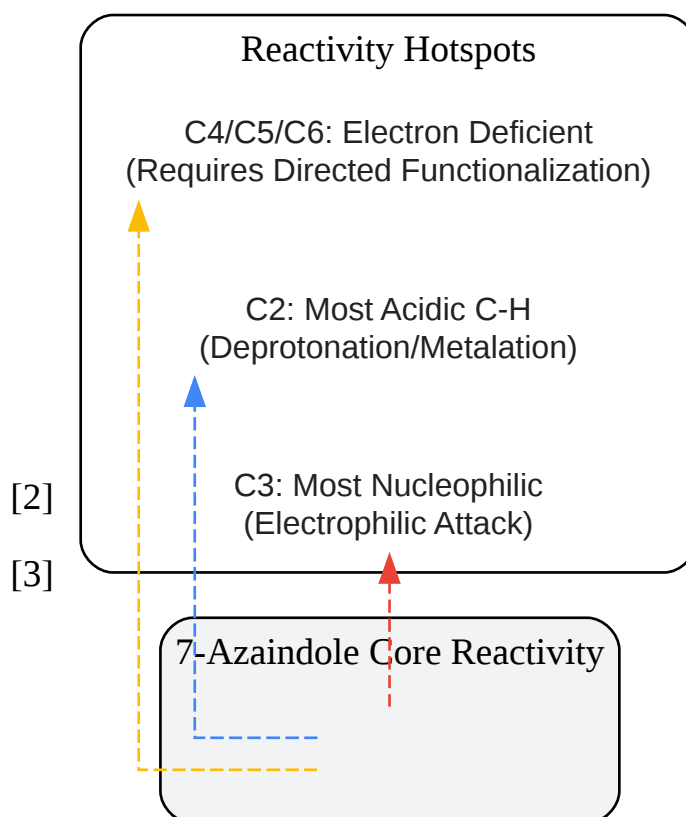 Reactivity Hotspots
C4/C5/C6: Electron Deficient
(Requires Directed Functionalization)
C2: Most Acidic C-H
(Deprotonation/Metalation)
C3: Most Nucleophilic
(Electrophilic Attack)
[2]
[3]
7-Azaindole Core Reactivity